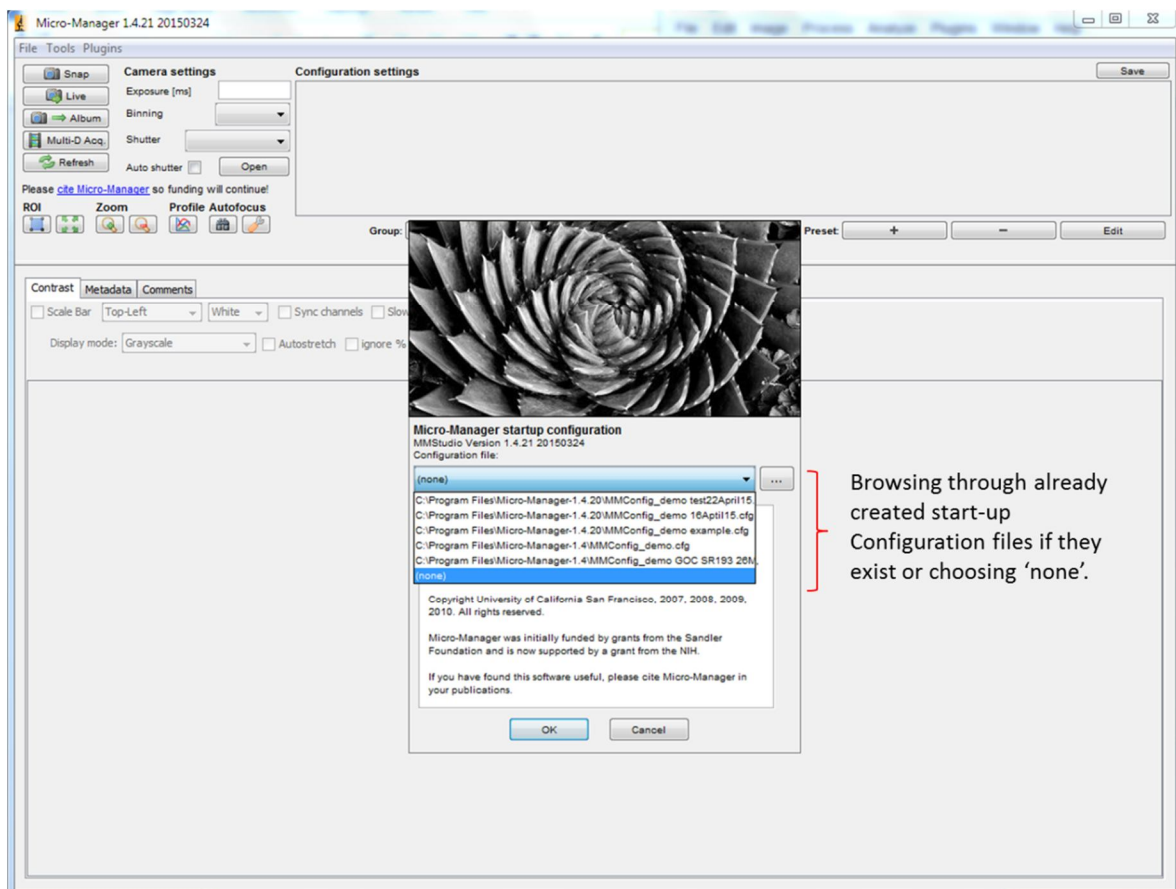 Micro-Manager 1.4.21 20150324
File Edit Image Process Analyze Plugins Window Help
File Tools Plugins
Snap
Camera settings
Configuration settings
Save
Live
Exposure [ms]
Album
Binning
Multi-D Acq.
Shutter
Refresh
Auto shutter
Open
Please cite Micro-Manager so funding will continue!
ROI Zoom Profile Autofocus
Group:
Preset: + − Edit
Contrast Metadata Comments
Scale Bar Top-Left White Sync channels Slow
Display mode: Grayscale Autostretch ignore %
Micro-Manager startup configuration
MMStudio Version 1.4.21 20150324
Configuration file:
(none) ...
C:\Program Files\Micro-Manager-1.4.20\MMConfig_demo test22April15.
C:\Program Files\Micro-Manager-1.4.20\MMConfig_demo 16Aptil15.cfg
C:\Program Files\Micro-Manager-1.4.20\MMConfig_demo example.cfg
C:\Program Files\Micro-Manager-1.4\MMConfig_demo.cfg
C:\Program Files\Micro-Manager-1.4\MMConfig_demo GOC SR193 26M.
(none)
Copyright University of California San Francisco, 2007, 2008, 2009,
2010. All rights reserved.
Micro-Manager was initially funded by grants from the Sandler
Foundation and is now supported by a grant from the NIH.
If you have found this software useful, please cite Micro-Manager in
your publications.
OK Cancel
Browsing through already
created start-up
Configuration files if they
exist or choosing ‘none’.